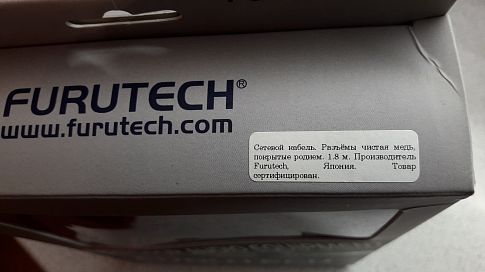 FURUTECH®
www.furutech.com
Сетевой кабель. Разъёмы чистая медь,
покрытые родием. 1.8 м. Производитель
Furutech, Япония. Товар
сертифицирован.